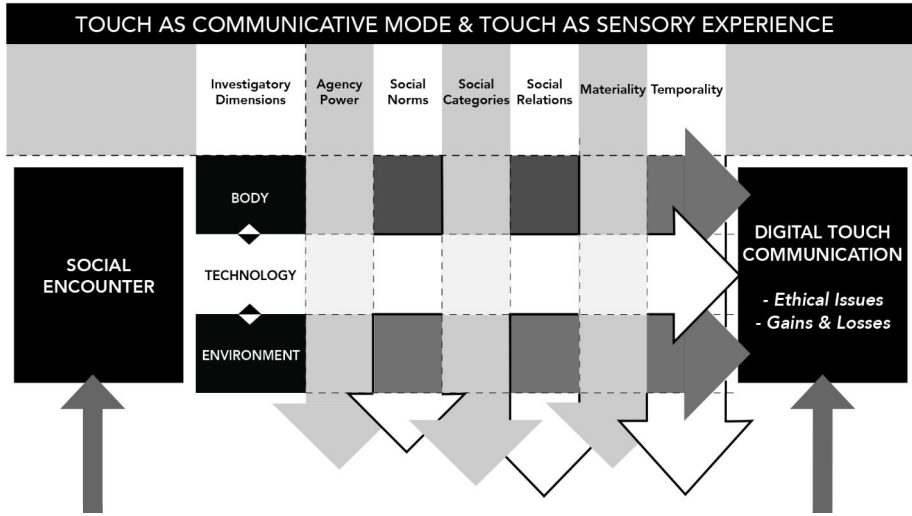 TOUCH AS COMMUNICATIVE MODE & TOUCH AS SENSORY EXPERIENCE
Investigatory
Dimensions
Agency
Power
Social
Norms
Social
Categories
Social
Relations
Materiality
Temporality
SOCIAL
ENCOUNTER
BODY
TECHNOLOGY
ENVIRONMENT
DIGITAL TOUCH
COMMUNICATION
- Ethical Issues
- Gains & Losses